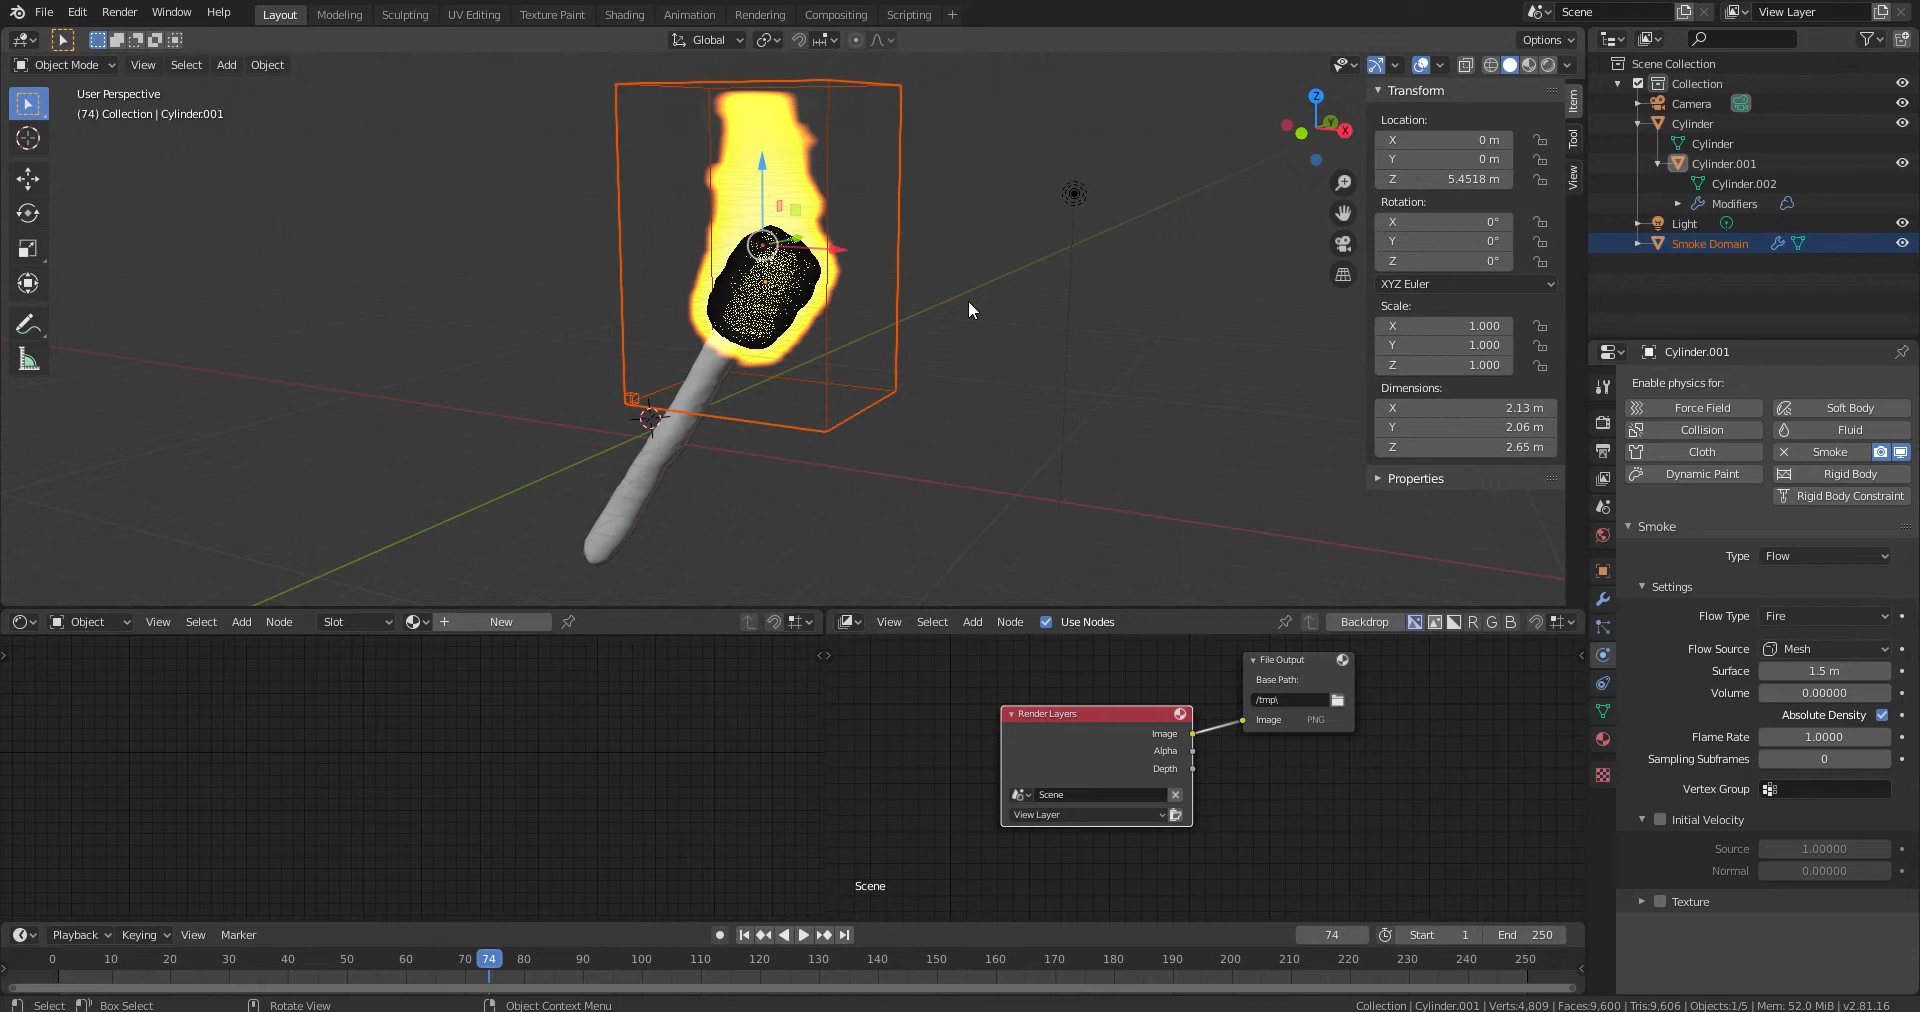 File Edit Render Window Help Layout Modeling Sculpting UV Editing Texture Paint Shading Animation Rendering Compositing Scripting + Scene View Layer
Global Options
Object Mode View Select Add Object
User Perspective
(74) Collection | Cylinder.001
Z
Y
X
Transform
Location:
X 0 m
Y 0 m
Z 5.4518 m
Rotation:
X 0°
Y 0°
Z 0°
XYZ Euler
Scale:
X 1.000
Y 1.000
Z 1.000
Dimensions:
X 2.13 m
Y 2.06 m
Z 2.65 m
Properties
Item
Tool
View
Scene Collection
Collection
Camera
Cylinder
Cylinder
Cylinder.001
Cylinder.002
Modifiers
Light
Smoke Domain
Cylinder.001
Enable physics for:
Force Field Soft Body
Collision Fluid
Cloth Smoke
Dynamic Paint Rigid Body
Rigid Body Constraint
Smoke
Type Flow
Settings
Flow Type Fire
Flow Source Mesh
Surface 1.5 m
Volume 0.00000
Absolute Density
Flame Rate 1.0000
Sampling Subframes 0
Vertex Group
Initial Velocity
Source 1.00000
Normal 0.00000
Texture
Object View Select Add Node Slot New
View Select Add Node Use Nodes Backdrop R G B
File Output
Base Path:
/tmp\
Image PNG
Render Layers
Image
Alpha
Depth
Scene
View Layer
Scene
Playback Keying View Marker 74 Start 1 End 250
0 10 20 30 40 50 60 70 74 80 90 100 110 120 130 140 150 160 170 180 190 200 210 220 230 240 250
Select Box Select Rotate View Object Context Menu Collection | Cylinder.001 | Verts:4,809 | Faces:9,600 | Tris:9,606 | Objects:1/5 | Mem: 52.0 MiB | v2.81.16